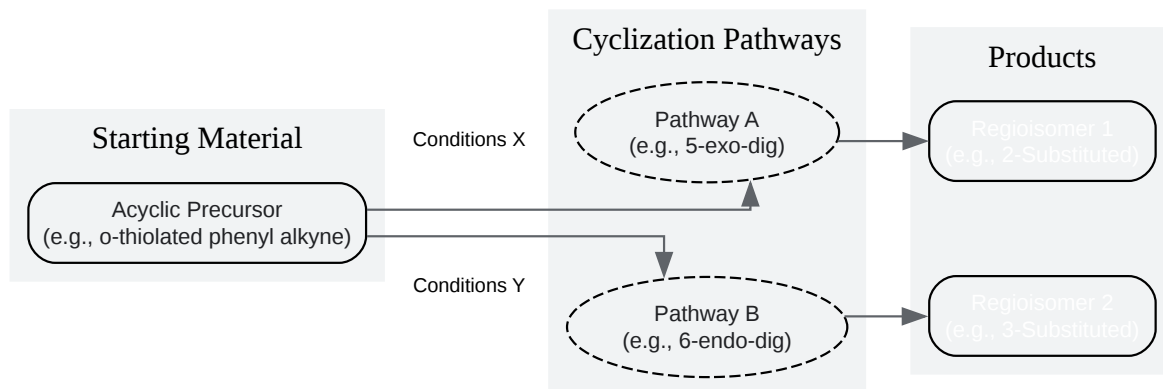 Starting Material
Acyclic Precursor
(e.g., o-thiolated phenyl alkyne)
Conditions X
Conditions Y
Cyclization Pathways
Pathway A
(e.g., 5-exo-dig)
Pathway B
(e.g., 6-endo-dig)
Products
Regioisomer 1
(e.g., 2-Substituted)
Regioisomer 2
(e.g., 3-Substituted)